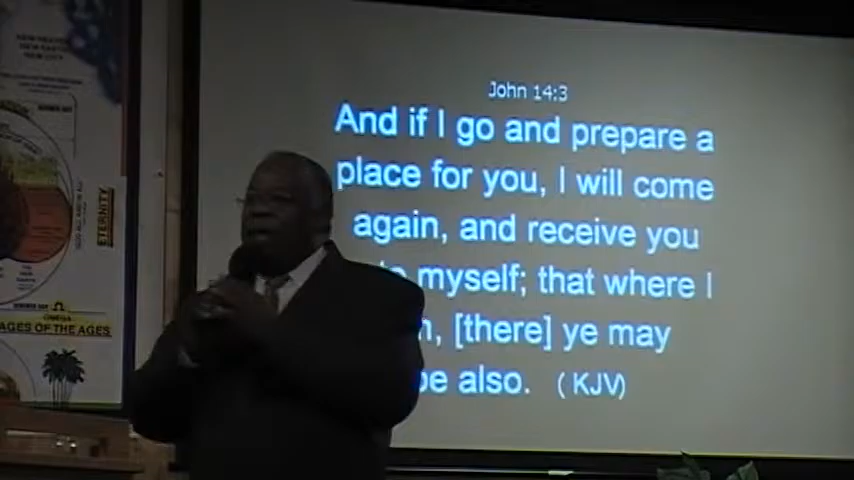 John 14:3
And if I go and prepare a
place for you, I will come
again, and receive you
myself; that where I
[there] ye may
be also. (KJV)
ETERNITY
AGES OF THE AGES